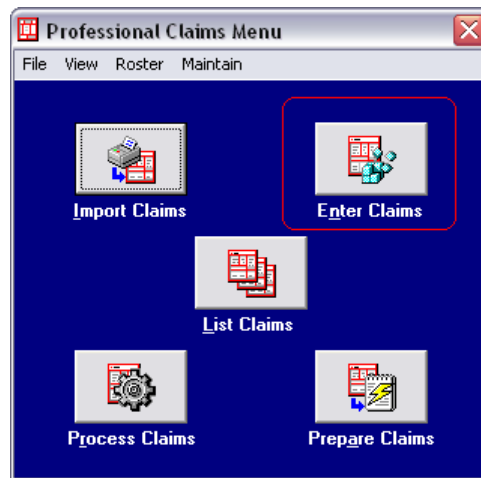 Professional Claims Menu
File View Roster Maintain
Import Claims
Enter Claims
List Claims
Process Claims
Prepare Claims